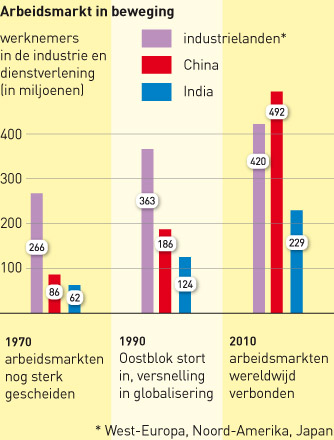 Arbeidsmarkt in beweging
werknemers
in de industrie en
dienstverlening
(in miljoenen)
industrielanden*
China
India
400
300
200
100
266
86
62
363
186
124
420
492
229
1970
arbeidsmarkten
nog sterk
gescheiden
1990
Oostblok stort
in, versnelling
in globalisering
2010
arbeidsmarkten
wereldwijd
verbonden
* West-Europa, Noord-Amerika, Japan